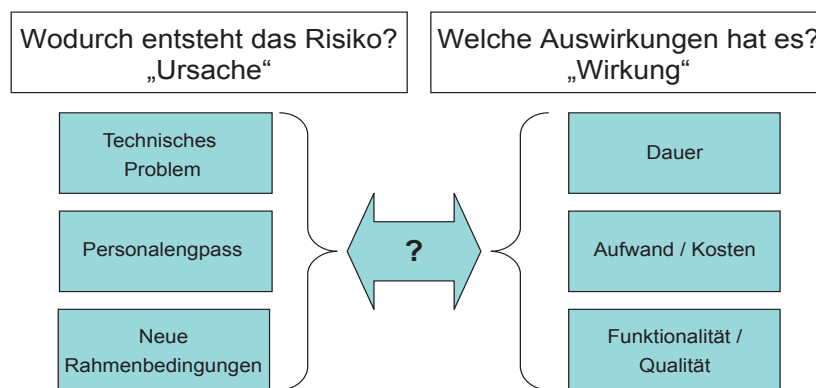 Wodurch entsteht das Risiko?
„Ursache“
Welche Auswirkungen hat es?
„Wirkung“
Technisches
Problem
Personalengpass
Neue
Rahmenbedingungen
?
Dauer
Aufwand / Kosten
Funktionalität /
Qualität